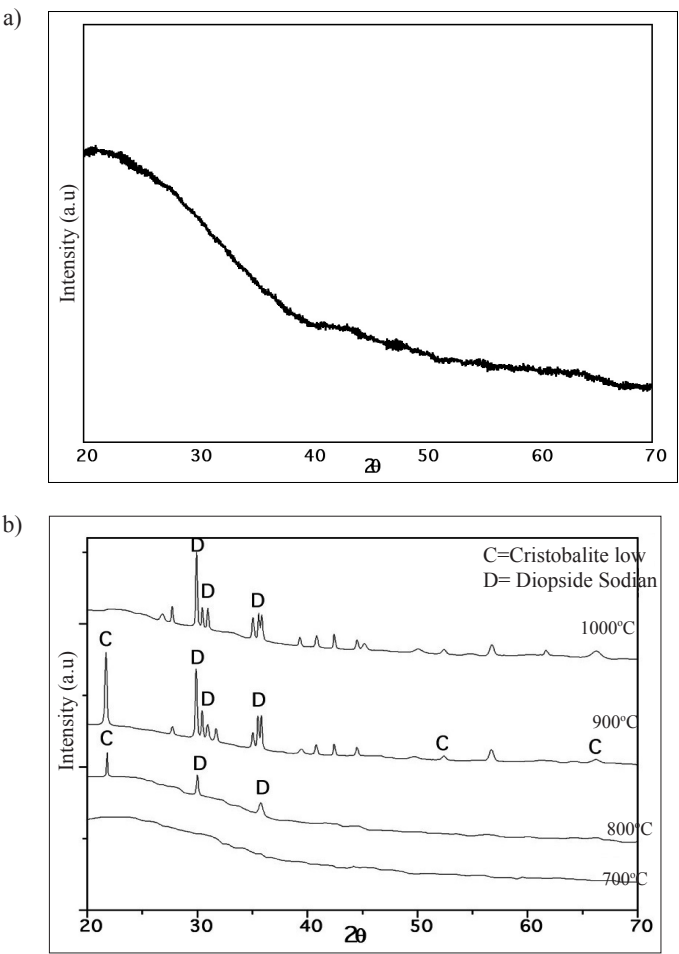 a)
Intensity (a.u)
20 30 40 50 60 70
2θ
b)
C=Cristobalite low
D= Diopside Sodian
D
D
D
1000ºC
C
D
D
D
900ºC
C
C
C
D
D
800ºC
700ºC
Intensity (a.u)
20 30 40 50 60 70
2θ